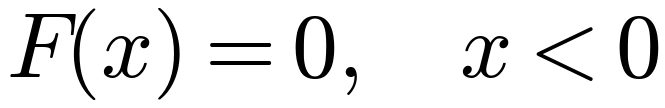 F(x) = 0, x < 0